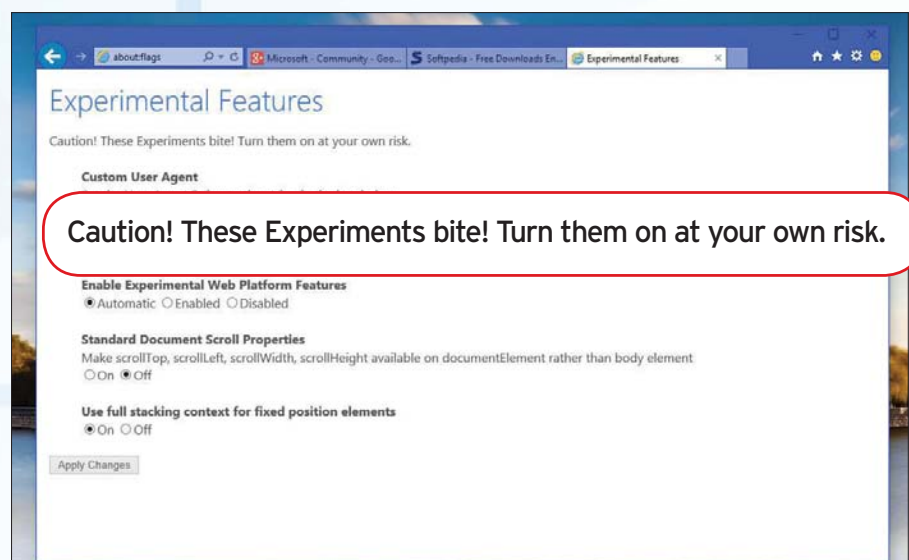 about:flags
Microsoft - Community - Goo...
Softpedia - Free Downloads En...
Experimental Features
Experimental Features
Caution! These Experiments bite! Turn them on at your own risk.
Custom User Agent
Caution! These Experiments bite! Turn them on at your own risk.
Enable Experimental Web Platform Features
Automatic Enabled Disabled
Standard Document Scroll Properties
Make scrollTop, scrollLeft, scrollWidth, scrollHeight available on documentElement rather than body element
On Off
Use full stacking context for fixed position elements
On Off
Apply Changes